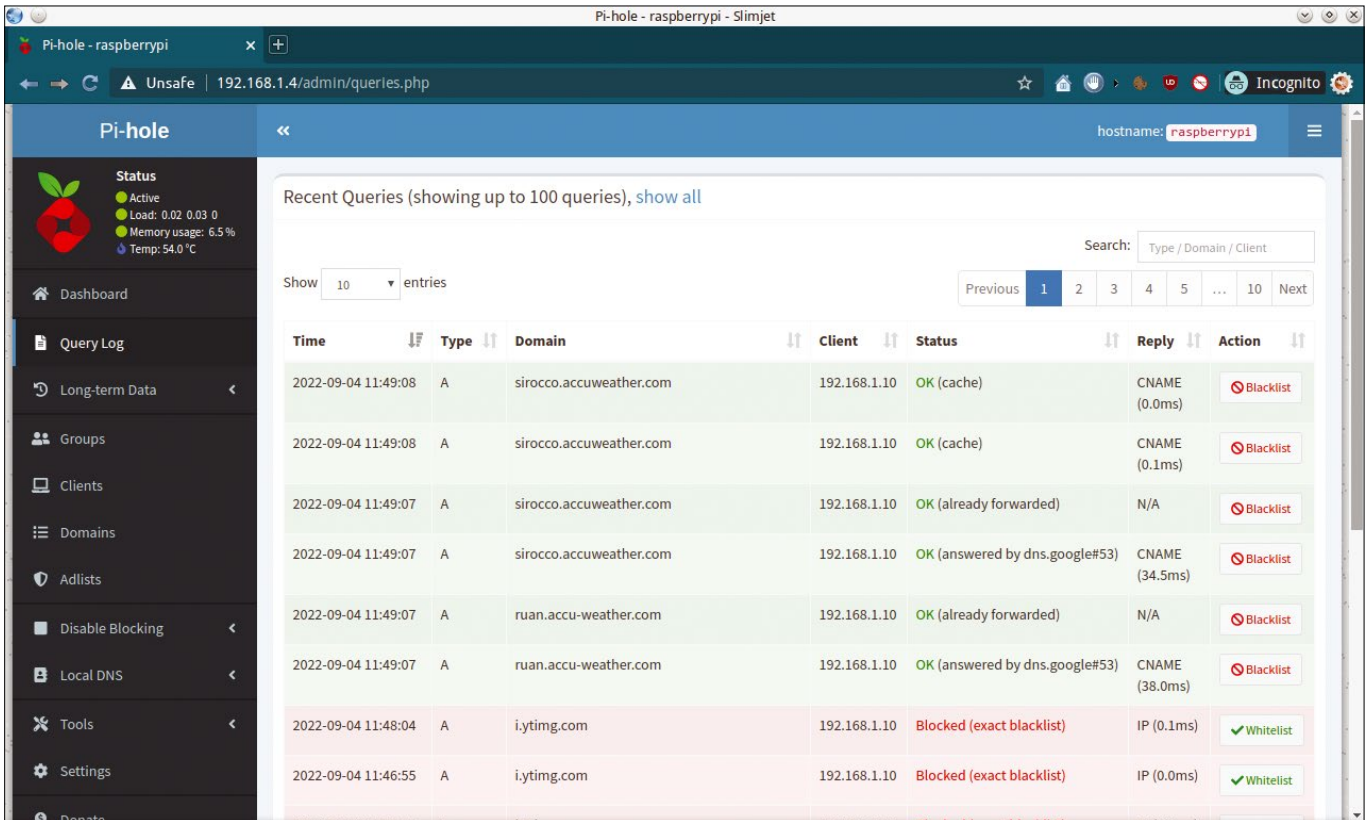 Pi-hole - raspberrypi - Slimjet
Pi-hole - raspberrypi
Unsafe | 192.168.1.4/admin/queries.php
Incognito
Pi-hole
hostname: raspberrypi
Status
Active
Load: 0.02 0.03 0
Memory usage: 6.5 %
Temp: 54.0 °C
Dashboard
Query Log
Long-term Data
Groups
Clients
Domains
Adlists
Disable Blocking
Local DNS
Tools
Settings
Donate
Recent Queries (showing up to 100 queries), show all
Search: Type / Domain / Client
Show 10 entries
Previous 1 2 3 4 5 ... 10 Next
Time Type Domain Client Status Reply Action
2022-09-04 11:49:08 A sirocco.accuweather.com 192.168.1.10 OK (cache) CNAME (0.0ms) Blacklist
2022-09-04 11:49:08 A sirocco.accuweather.com 192.168.1.10 OK (cache) CNAME (0.1ms) Blacklist
2022-09-04 11:49:07 A sirocco.accuweather.com 192.168.1.10 OK (already forwarded) N/A Blacklist
2022-09-04 11:49:07 A sirocco.accuweather.com 192.168.1.10 OK (answered by dns.google#53) CNAME (34.5ms) Blacklist
2022-09-04 11:49:07 A ruan.accu-weather.com 192.168.1.10 OK (already forwarded) N/A Blacklist
2022-09-04 11:49:07 A ruan.accu-weather.com 192.168.1.10 OK (answered by dns.google#53) CNAME (38.0ms) Blacklist
2022-09-04 11:48:04 A i.ytimg.com 192.168.1.10 Blocked (exact blacklist) IP (0.1ms) Whitelist
2022-09-04 11:46:55 A i.ytimg.com 192.168.1.10 Blocked (exact blacklist) IP (0.0ms) Whitelist